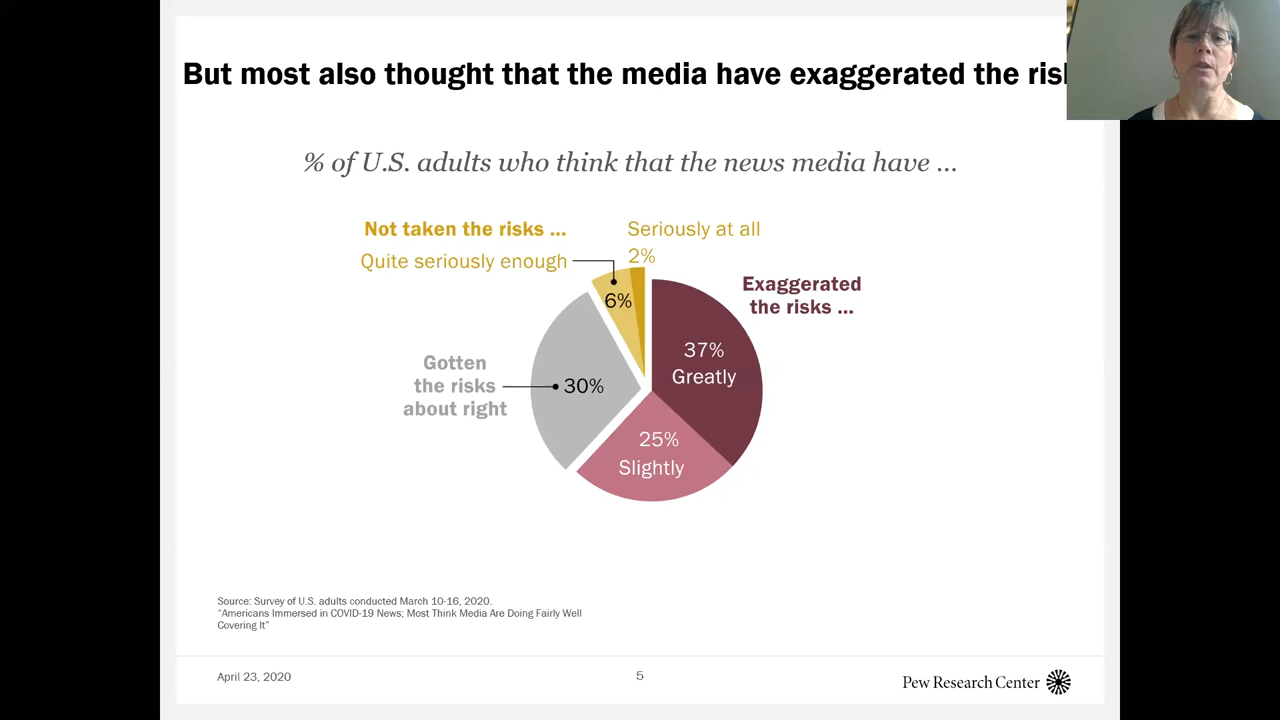 But most also thought that the media have exaggerated the
% of U.S. adults who think that the news media have ...
Not taken the risks ...
Seriously at all
Quite seriously enough
2%
6%
Exaggerated
the risks ...
37%
Greatly
Gotten
the risks
about right
30%
25%
Slightly
Source: Survey of U.S. adults conducted March 10-16, 2020.
“Americans Immersed in COVID-19 News; Most Think Media Are Doing Fairly Well
Covering It”
April 23, 2020
5
Pew Research Center